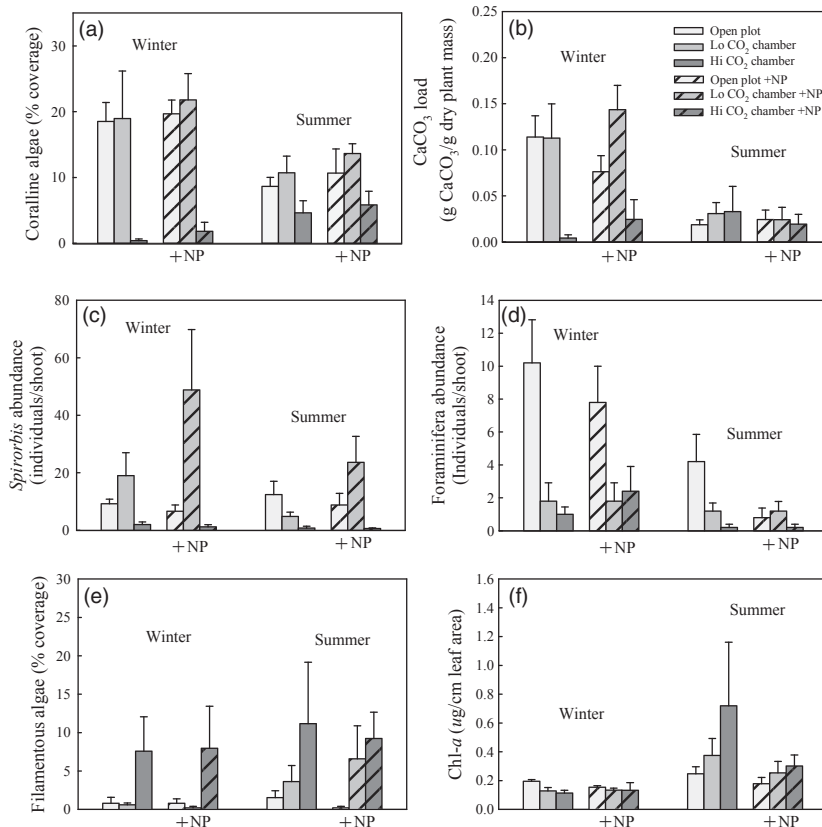 (a)
Winter
Summer
Coralline algae (% coverage)
30
20
10
0
+NP
+NP
(b)
Winter
Summer
CaCO3 load
(g CaCO3/g dry plant mass)
0.25
0.20
0.15
0.10
0.05
0.00
+NP
+NP
Open plot
Lo CO2 chamber
Hi CO2 chamber
Open plot +NP
Lo CO2 chamber +NP
Hi CO2 chamber +NP
(c)
Winter
Summer
Spirorbis abundance
(individuals/shoot)
80
60
40
20
0
+NP
+NP
(d)
Winter
Summer
Foraminifera abundance
(Individuals/shoot)
14
12
10
8
6
4
2
0
+NP
+NP
(e)
Winter
Summer
Filamentous algae (% coverage)
30
25
20
15
10
5
0
+NP
+NP
(f)
Winter
Summer
Chl-a (ug/cm leaf area)
1.6
1.4
1.2
1.0
0.8
0.6
0.4
0.2
0.0
+NP
+NP